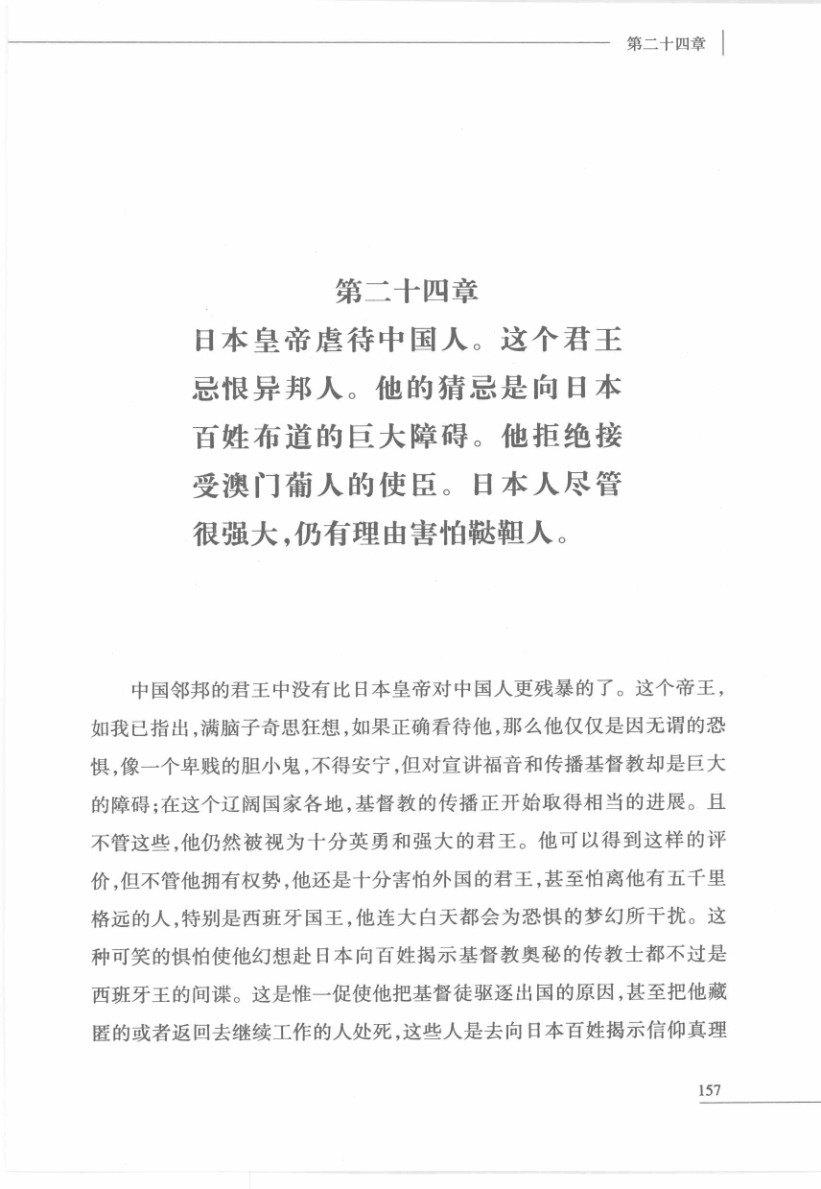 第二十四章
第二十四章
日本皇帝虐待中国人。这个君王
忌恨异邦人。他的猜忌是向日本
百姓布道的巨大障碍。他拒绝接
受澳门葡人的使臣。日本人尽管
很强大,仍有理由害怕鞑靼人。
中国邻邦的君王中没有比日本皇帝对中国人更残暴的了。这个帝王,
如我已指出,满脑子奇思狂想,如果正确看待他,那么他仅仅是因无谓的恐
惧,像一个卑贱的胆小鬼,不得安宁,但对宣讲福音和传播基督教却是巨大
的障碍;在这个辽阔国家各地,基督教的传播正开始取得相当的进展。且
不管这些,他仍然被视为十分英勇和强大的君王。他可以得到这样的评
价,但不管他拥有权势,他还是十分害怕外国的君王,甚至怕离他有五千里
格远的人,特别是西班牙国王,他连大白天都会为恐惧的梦幻所干扰。这
种可笑的惧怕使他幻想赴日本向百姓揭示基督教奥秘的传教士都不过是
西班牙王的间谍。这是惟一促使他把基督徒驱逐出国的原因,甚至把他藏
匿的或者返回去继续工作的人处死,这些人是去向日本百姓揭示信仰真理
157